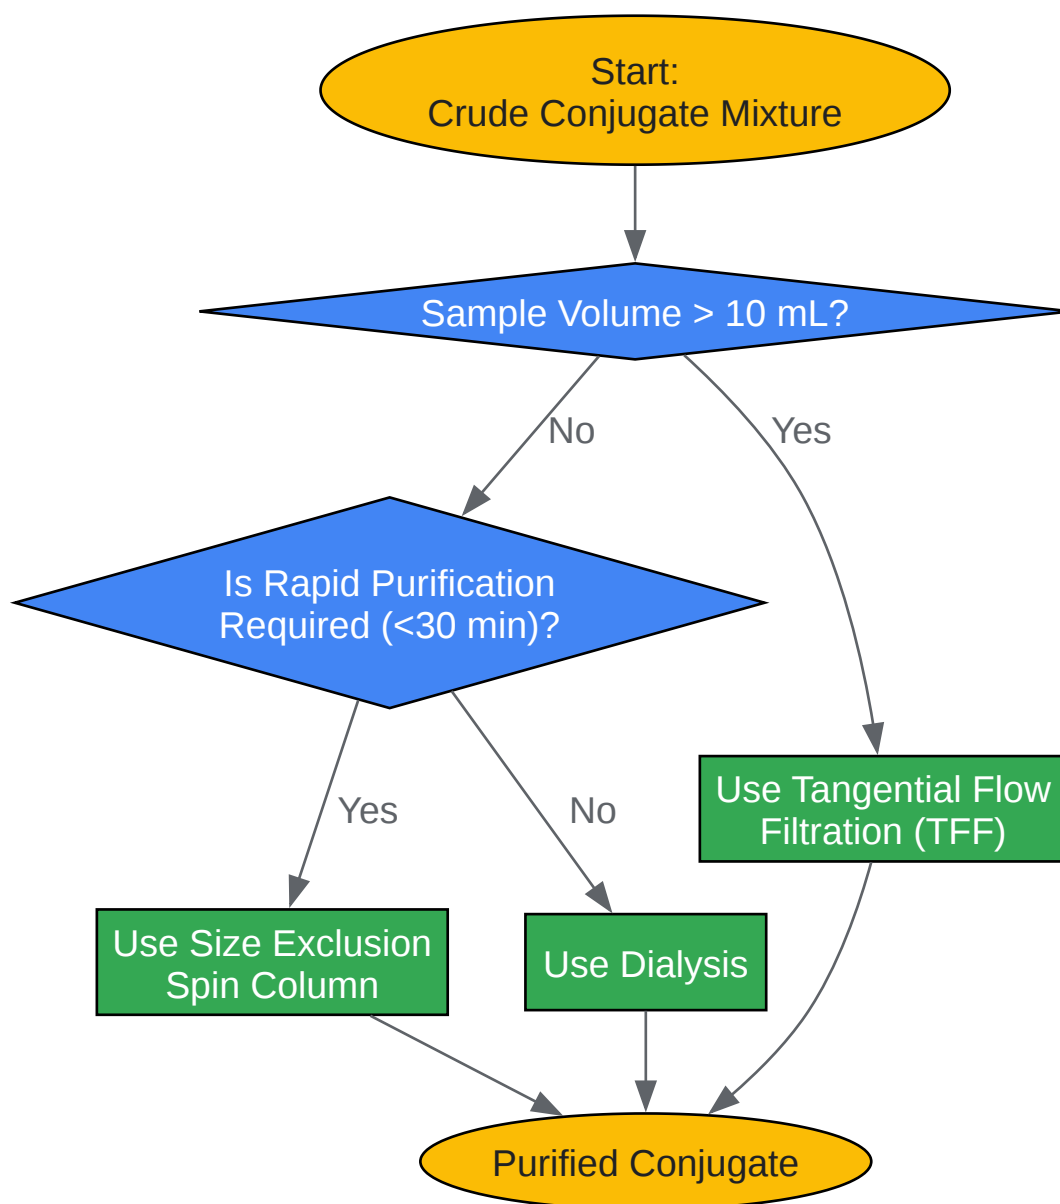 Start:
Crude Conjugate Mixture
Sample Volume > 10 mL?
No
Yes
Is Rapid Purification
Required (<30 min)?
Use Tangential Flow
Filtration (TFF)
Yes
No
Use Size Exclusion
Spin Column
Use Dialysis
Purified Conjugate